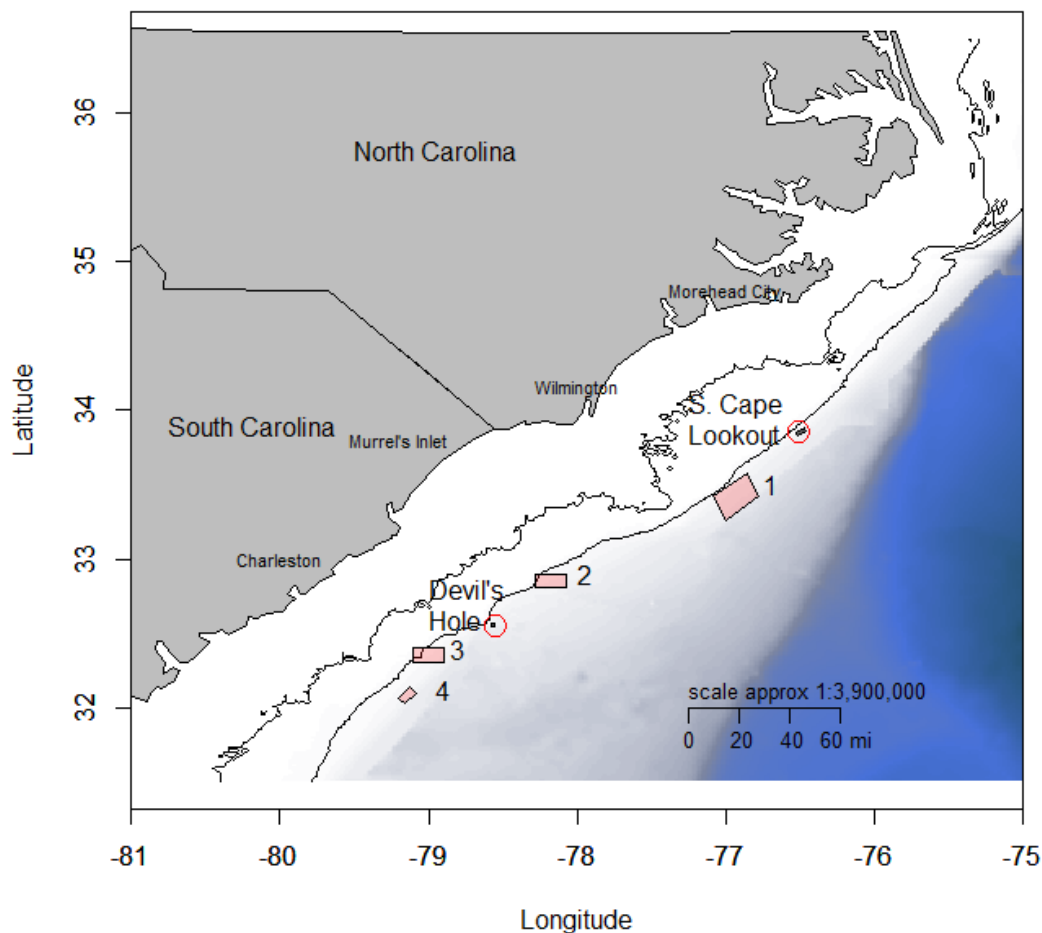 36
North Carolina
35
Morehead City
Latitude
34
Wilmington
S. Cape
Lookout
South Carolina
Murrel's Inlet
1
33
Charleston
2
Devil's
Hole
3
4
32
scale approx 1:3,900,000
0 20 40 60 mi
-81 -80 -79 -78 -77 -76 -75
Longitude